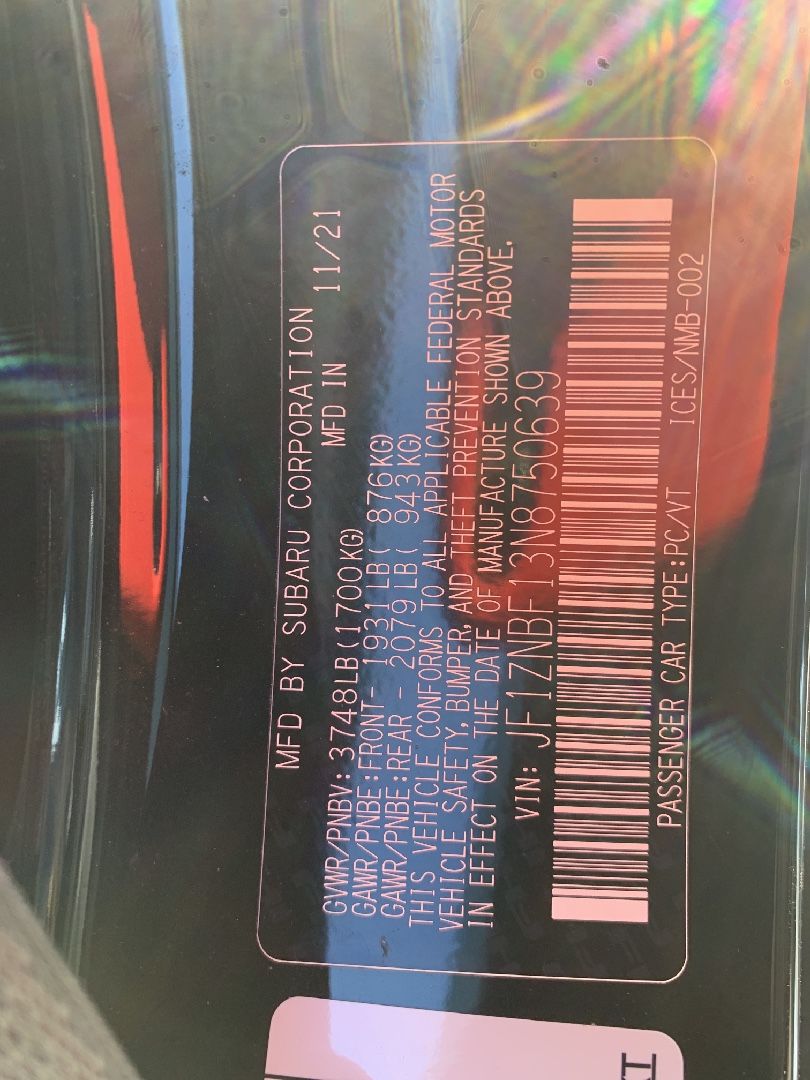 MFD BY SUBARU CORPORATION
MFD IN 11/21
GVWR/PNBV:3748LB(1700KG)
GAWR/PNBE:FRONT- 1931LB( 876KG)
GAWR/PNBE:REAR - 2079LB( 943KG)
THIS VEHICLE CONFORMS TO ALL APPLICABLE FEDERAL MOTOR
VEHICLE SAFETY, BUMPER, AND THEFT PREVENTION STANDARDS
IN EFFECT ON THE DATE OF MANUFACTURE SHOWN ABOVE.
VIN: JF1ZNBF13N8750639
PASSENGER CAR TYPE:PC/VT ICES/NMB-002